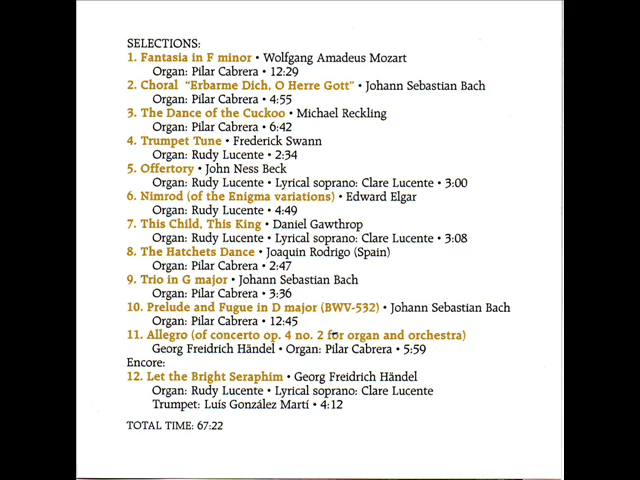 SELECTIONS:
1. Fantasia in F minor • Wolfgang Amadeus Mozart
Organ: Pilar Cabrera • 12:29
2. Choral "Erbarme Dich, O Herre Gott" • Johann Sebastian Bach
Organ: Pilar Cabrera • 4:55
3. The Dance of the Cuckoo • Michael Reckling
Organ: Pilar Cabrera • 6:42
4. Trumpet Tune • Frederick Swann
Organ: Rudy Lucente • 2:34
5. Offertory • John Ness Beck
Organ: Rudy Lucente • Lyrical soprano: Clare Lucente • 3:00
6. Nimrod (of the Enigma variations) • Edward Elgar
Organ: Rudy Lucente • 4:49
7. This Child, This King • Daniel Gawthrop
Organ: Rudy Lucente • Lyrical soprano: Clare Lucente • 3:08
8. The Hatchets Dance • Joaquin Rodrigo (Spain)
Organ: Pilar Cabrera • 2:47
9. Trio in G major • Johann Sebastian Bach
Organ: Pilar Cabrera • 3:36
10. Prelude and Fugue in D major (BWV-532) • Johann Sebastian Bach
Organ: Pilar Cabrera • 12:45
11. Allegro (of concerto op. 4 no. 2 for organ and orchestra)
Georg Freidrich Händel • Organ: Pilar Cabrera • 5:59
Encore:
12. Let the Bright Seraphim • Georg Freidrich Händel
Organ: Rudy Lucente • Lyrical soprano: Clare Lucente
Trumpet: Luís González Martí • 4:12
TOTAL TIME: 67:22